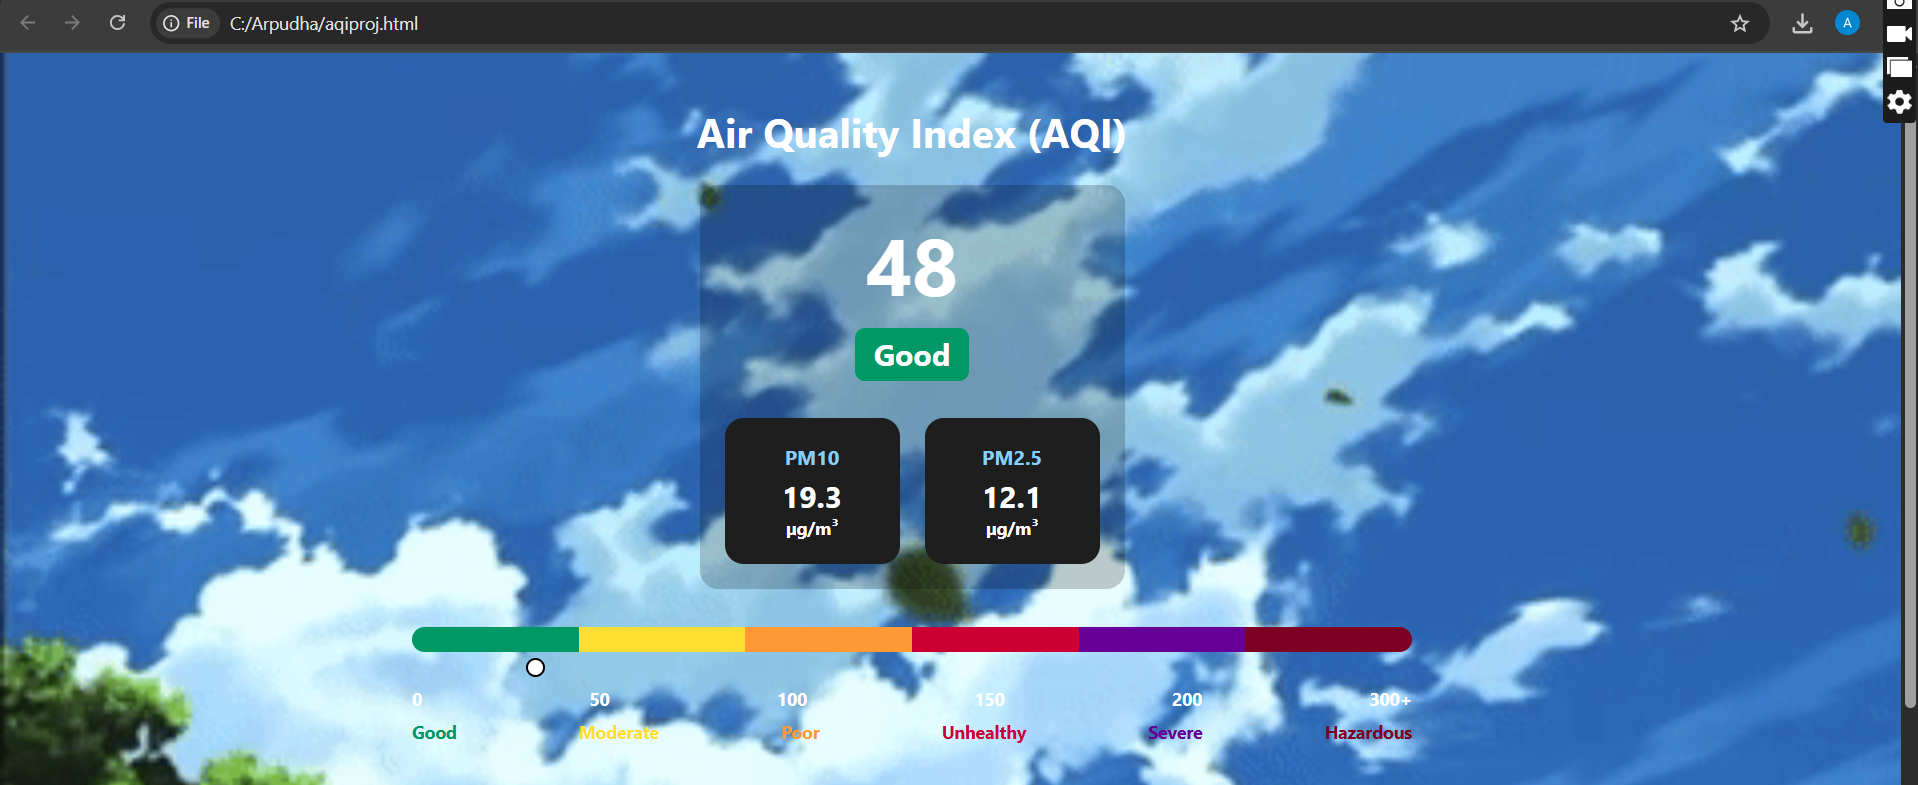 File C:/Arpudha/aqiproj.html
A
Air Quality Index (AQI)
48
Good
PM10 PM2.5
19.3 12.1
µg/m³ µg/m³
0 50 100 150 200 300+
Good Moderate Poor Unhealthy Severe Hazardous